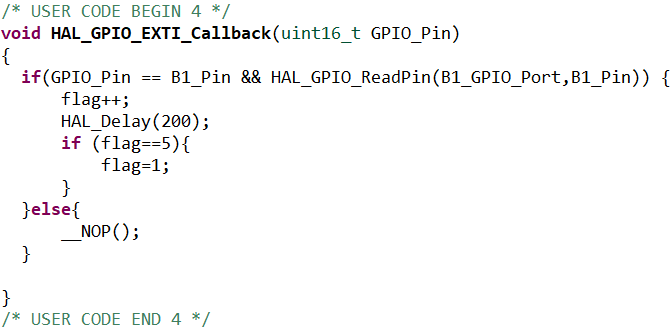 /* USER CODE BEGIN 4 */
void HAL_GPIO_EXTI_Callback(uint16_t GPIO_Pin)
{
  if(GPIO_Pin == B1_Pin && HAL_GPIO_ReadPin(B1_GPIO_Port,B1_Pin)) {
      flag++;
      HAL_Delay(200);
      if (flag==5){
          flag=1;
      }
  }else{
      __NOP();
  }

}
/* USER CODE END 4 */